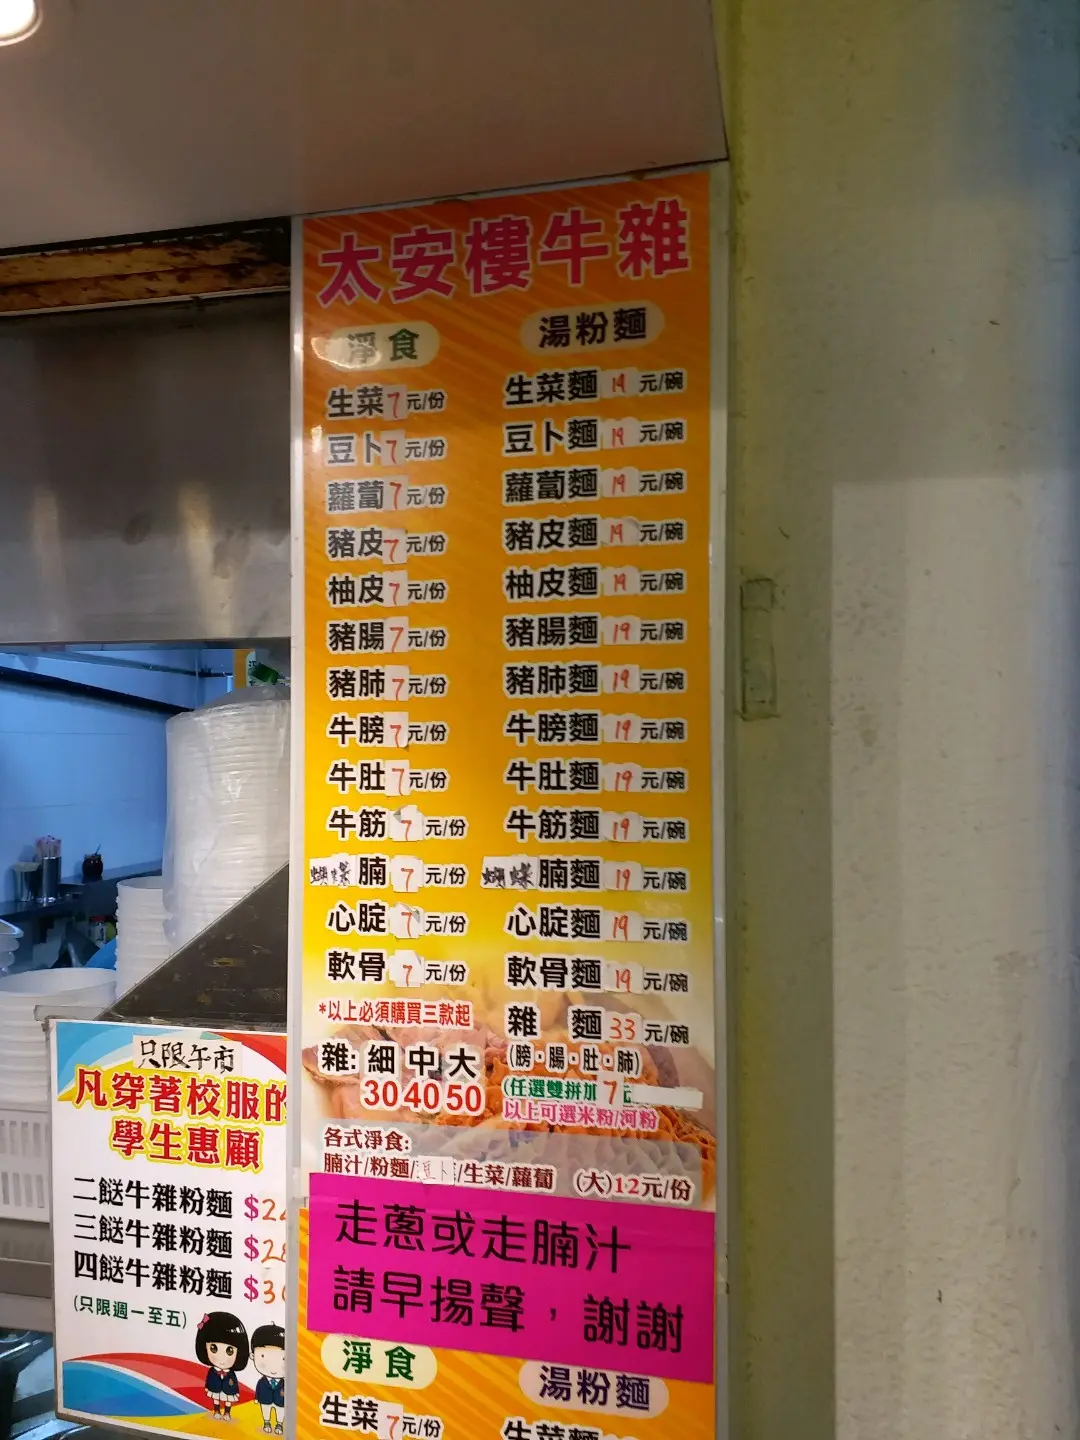 太安樓牛雜
淨食
生菜7元/份
豆卜7元/份
蘿蔔7元/份
豬皮7元/份
柚皮7元/份
豬腸7元/份
豬肺7元/份
牛膀7元/份
牛肚7元/份
牛筋7元/份
蝴蝶腩7元/份
心腚7元/份
軟骨7元/份
*以上必須購買三款起
雜:細中大
30 40 50
湯粉麵
生菜麵19元/碗
豆卜麵19元/碗
蘿蔔麵19元/碗
豬皮麵19元/碗
柚皮麵19元/碗
豬腸麵19元/碗
豬肺麵19元/碗
牛膀麵19元/碗
牛肚麵19元/碗
牛筋麵19元/碗
蝴蝶腩麵19元/碗
心腚麵19元/碗
軟骨麵19元/碗
雜 麵33元/碗
(膀·腸·肚·肺)
(任選雙拼加7元
以上可選米粉/河粉
各式淨食:
腩汁/粉麵/豆卜/生菜/蘿蔔 (大)12元/份
走蔥或走腩汁
請早揚聲，謝謝
淨食
生菜7元/份
湯粉麵
生菜麵
只限午市
凡穿著校服的
學生惠顧
二餸牛雜粉麵 $2
三餸牛雜粉麵 $28
四餸牛雜粉麵 $3
(只限週一至五)